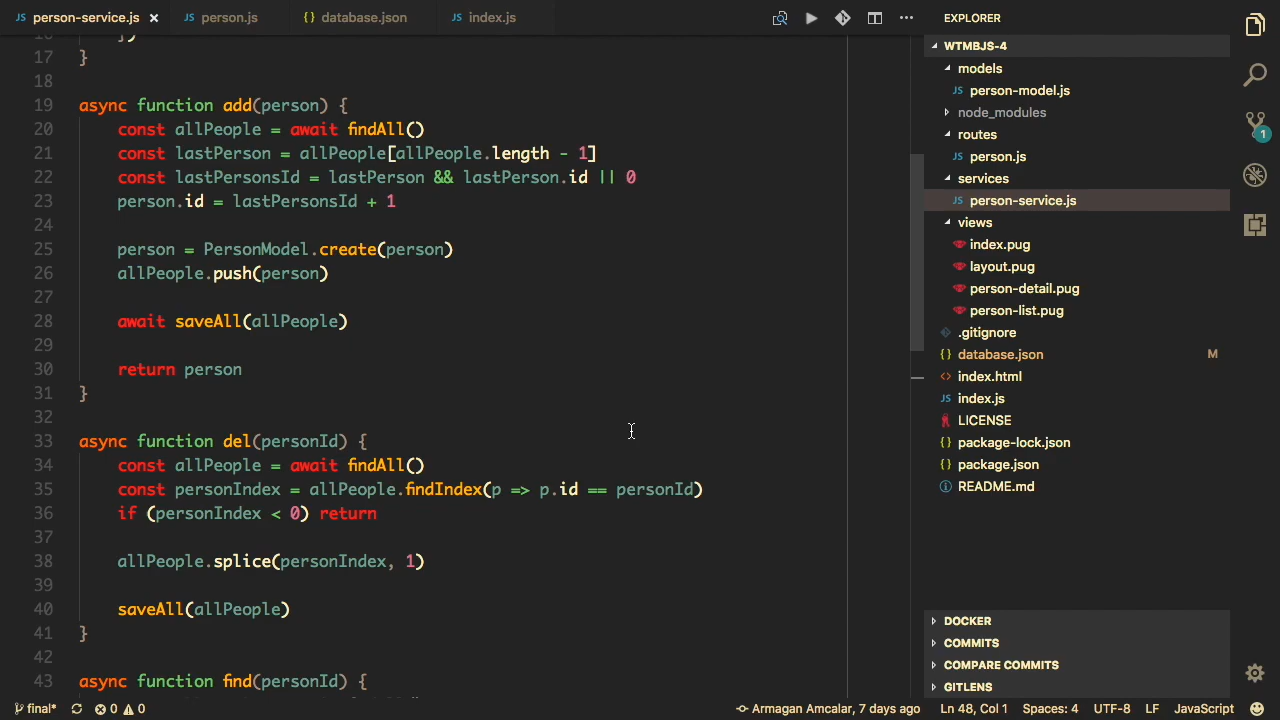 person-service.js person.js database.json index.js
16 })
17 }
18
19 async function add(person) {
20 const allPeople = await findAll()
21 const lastPerson = allPeople[allPeople.length - 1]
22 const lastPersonsId = lastPerson && lastPerson.id || 0
23 person.id = lastPersonsId + 1
24
25 person = PersonModel.create(person)
26 allPeople.push(person)
27
28 await saveAll(allPeople)
29
30 return person
31 }
32
33 async function del(personId) {
34 const allPeople = await findAll()
35 const personIndex = allPeople.findIndex(p => p.id == personId)
36 if (personIndex < 0) return
37
38 allPeople.splice(personIndex, 1)
39
40 saveAll(allPeople)
41 }
42
43 async function find(personId) {
EXPLORER
WTMBJS-4
models
JS person-model.js
node_modules
routes
JS person.js
services
JS person-service.js
views
index.pug
layout.pug
person-detail.pug
person-list.pug
.gitignore
{} database.json M
<> index.html
JS index.js
LICENSE
{} package-lock.json
{} package.json
README.md
DOCKER
COMMITS
COMPARE COMMITS
GITLENS
1
final* 0 0 Armagan Amcalar, 7 days ago Ln 48, Col 1 Spaces: 4 UTF-8 LF JavaScript